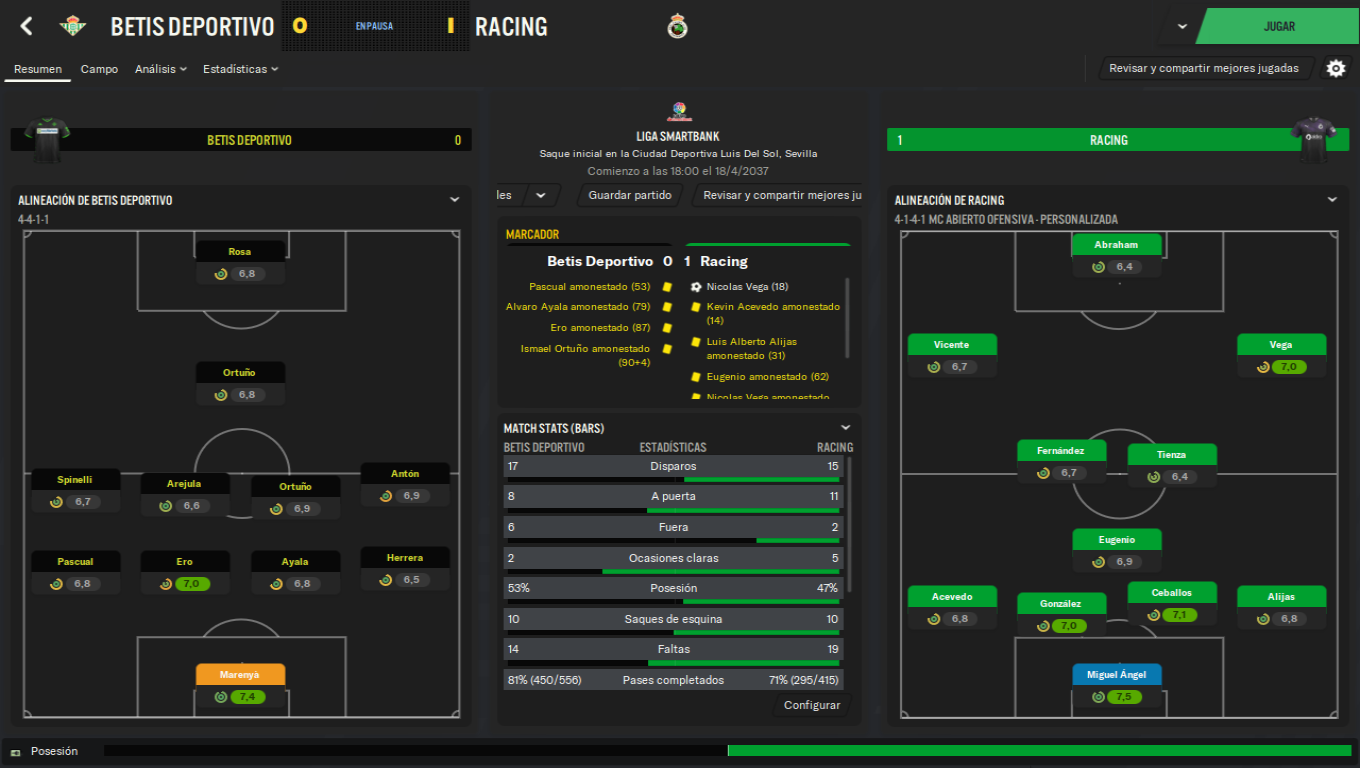 BETIS DEPORTIVO 0 EN PAUSA 1 RACING
JUGAR
Resumen Campo Análisis Estadísticas
Revisar y compartir mejores jugadas
BETIS DEPORTIVO 0
ALINEACIÓN DE BETIS DEPORTIVO
4-4-1-1
Rosa
6,8
Ortuño
6,8
Spinelli
6,7
Arejula
6,6
Ortuño
6,9
Antón
6,9
Pascual
6,8
Ero
7,0
Ayala
6,8
Herrera
6,5
Marenyà
7,4
LIGA SMARTBANK
Saque inicial en la Ciudad Deportiva Luis Del Sol, Sevilla
Comienzo a las 18:00 el 18/4/2037
les Guardar partido Revisar y compartir mejores ju
MARCADOR
Betis Deportivo 0 1 Racing
Pascual amonestado (53)
Alvaro Ayala amonestado (79)
Ero amonestado (87)
Ismael Ortuño amonestado
(90+4)
Nicolas Vega (18)
Kevin Acevedo amonestado
(14)
Luis Alberto Alijas
amonestado (31)
Eugenio amonestado (62)
Nicolas Vega amonestado
MATCH STATS (BARS)
BETIS DEPORTIVO ESTADÍSTICAS RACING
17 Disparos 15
8 A puerta 11
6 Fuera 2
2 Ocasiones claras 5
53% Posesión 47%
10 Saques de esquina 10
14 Faltas 19
81% (450/556) Pases completados 71% (295/415)
Configurar
1 RACING
ALINEACIÓN DE RACING
4-1-4-1 MC ABIERTO OFENSIVA - PERSONALIZADA
Abraham
6,4
Vicente
6,7
Vega
7,0
Fernández
6,7
Tienza
6,4
Eugenio
6,9
Acevedo
6,8
González
7,0
Ceballos
7,1
Alijas
6,8
Miguel Ángel
7,5
Posesión